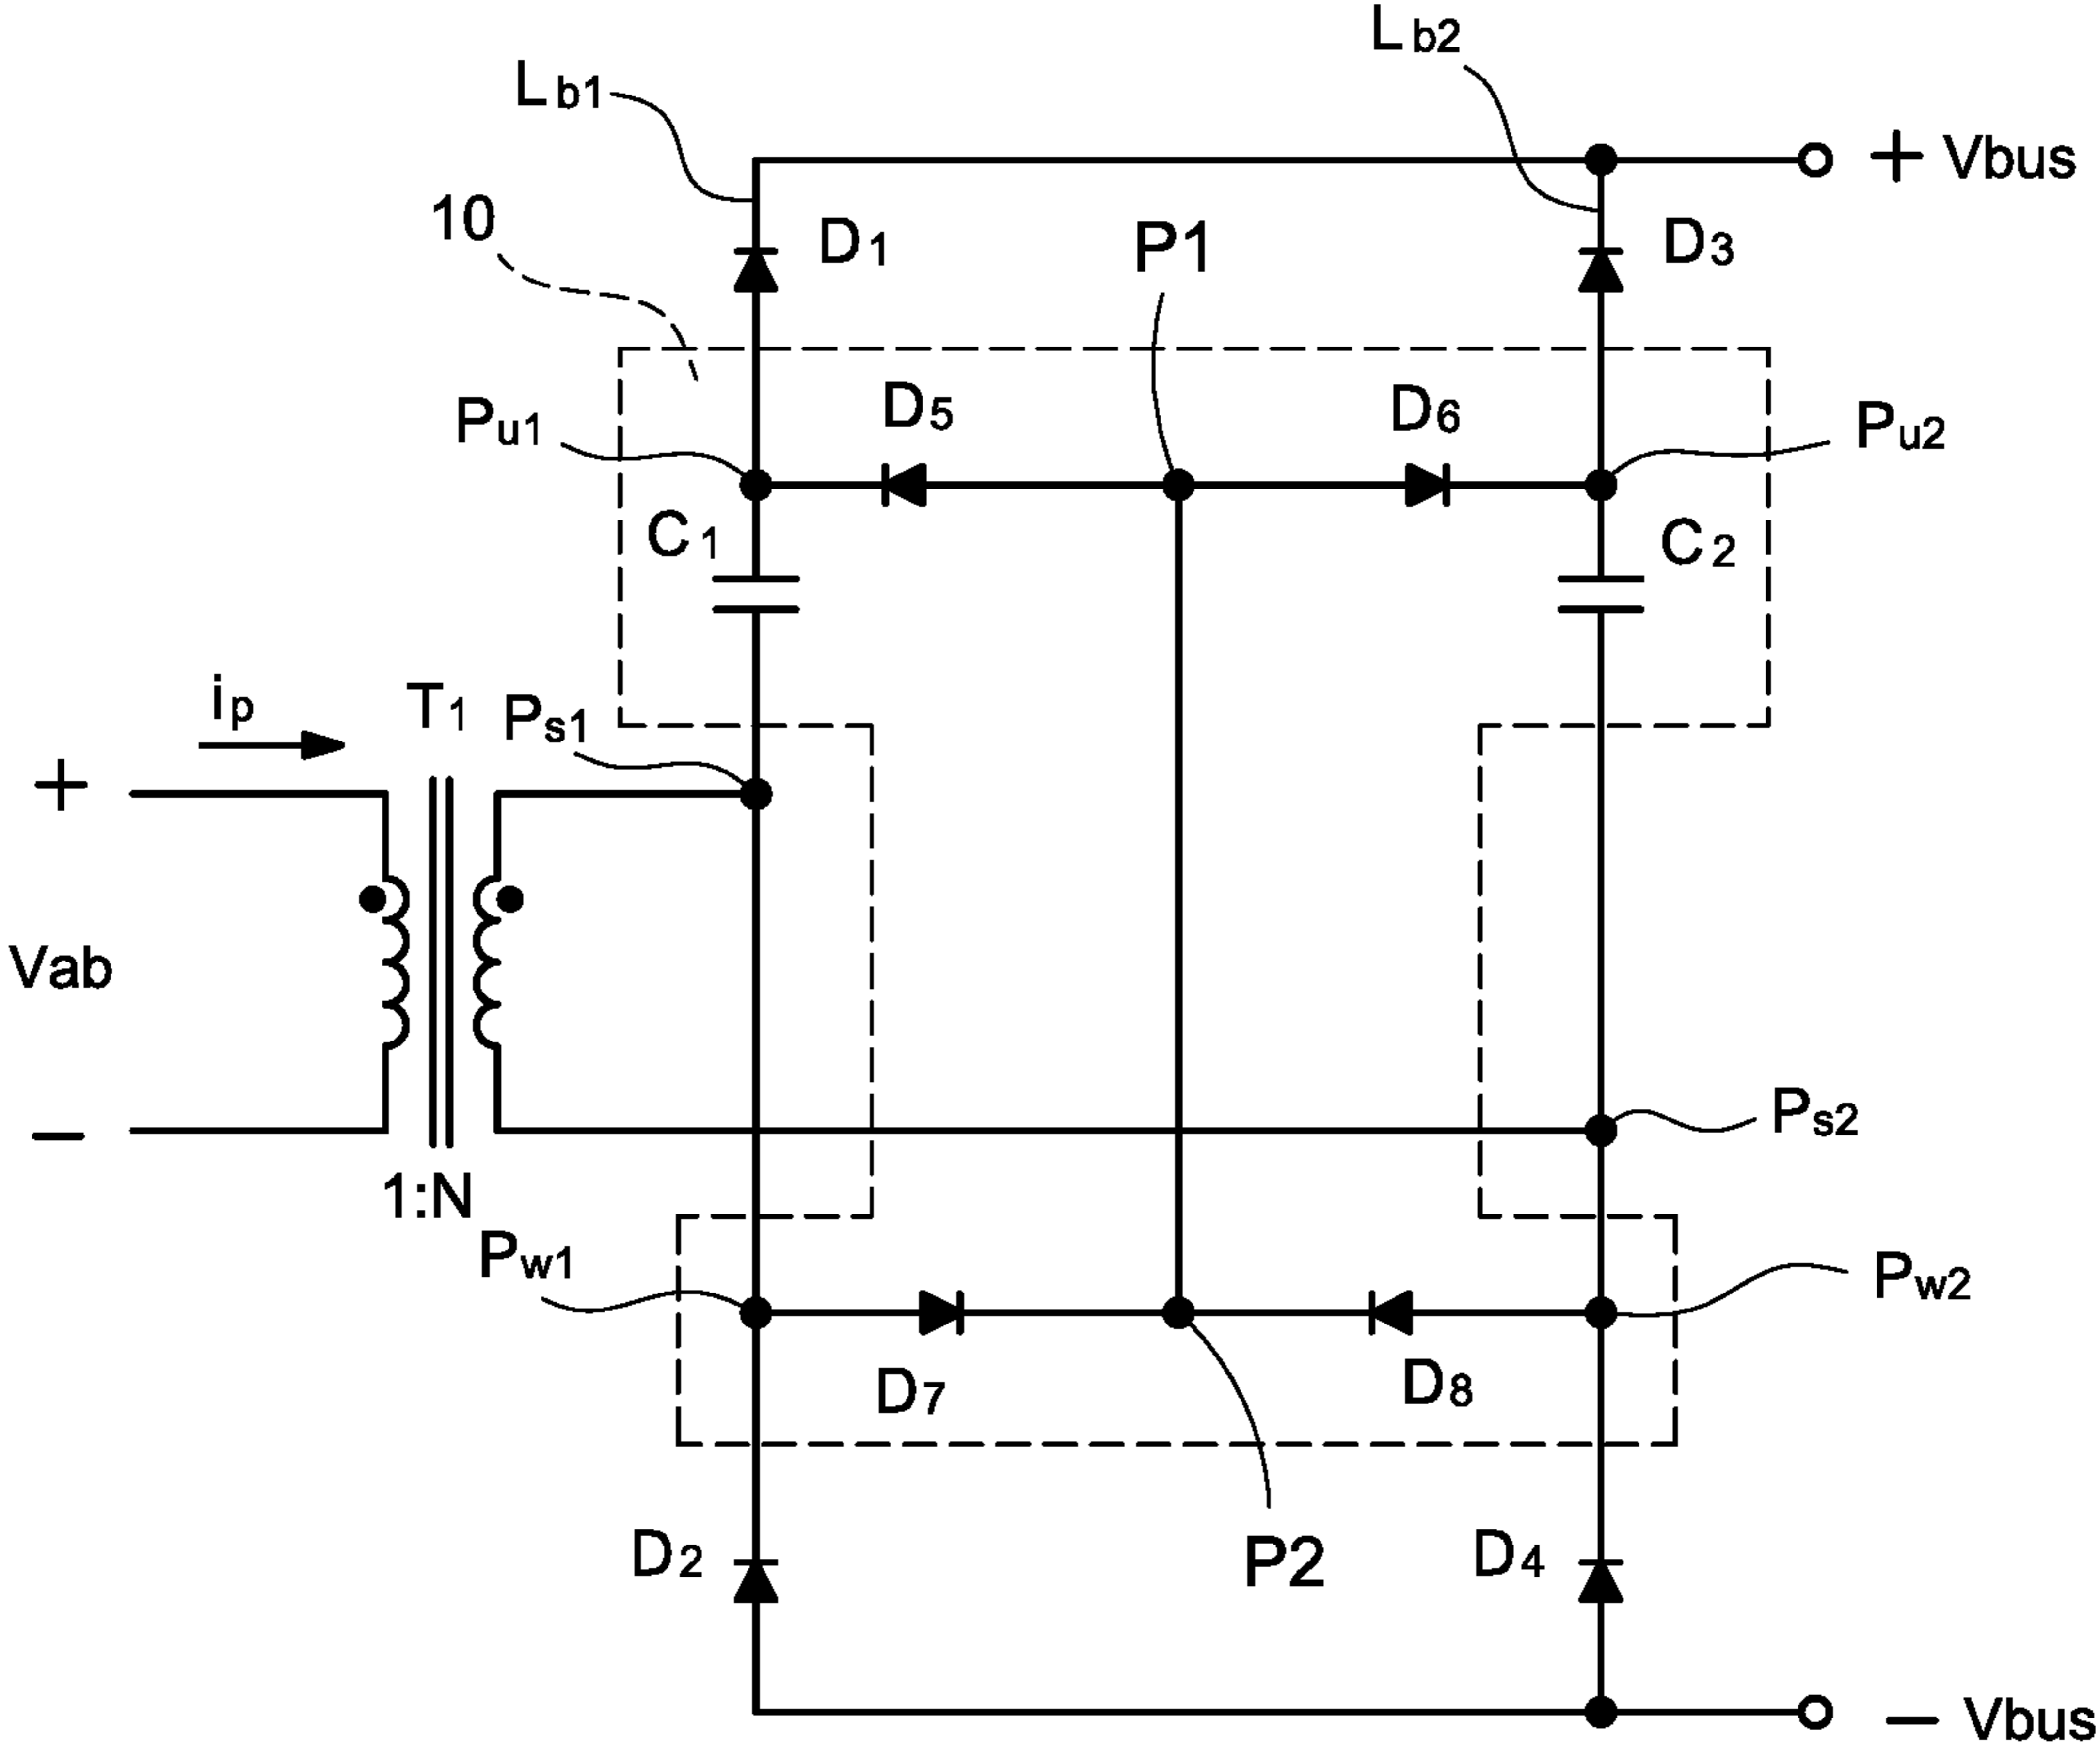 Lb2
Lb1
+ Vbus
10
D1
P1
D3
D5
D6
Pu1
Pu2
C1
C2
ip
T1
Ps1
+
Vab
Ps2
−
1:N
Pw1
Pw2
D7
D8
D2
P2
D4
− Vbus